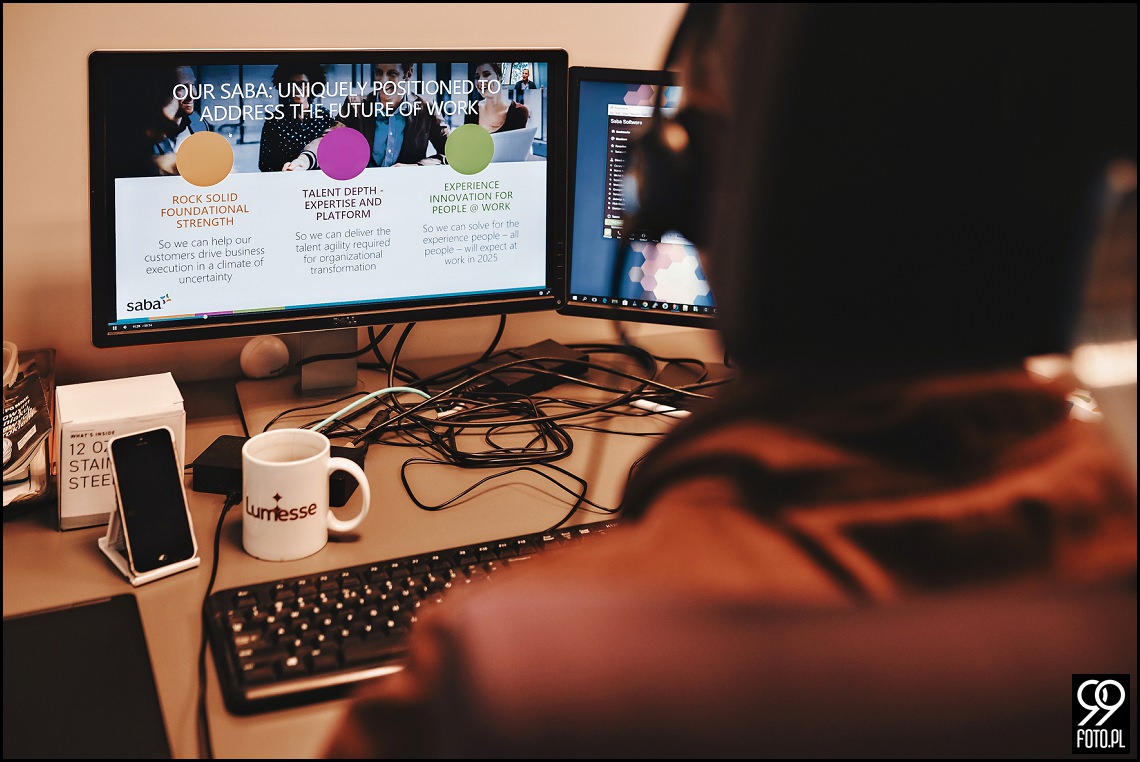 OUR SABA: UNIQUELY POSITIONED TO
ADDRESS THE FUTURE OF WORK
ROCK SOLID
FOUNDATIONAL
STRENGTH
So we can help our
customers drive business
execution in a climate of
uncertainty
TALENT DEPTH -
EXPERTISE AND
PLATFORM
So we can deliver the
talent agility required
for organizational
transformation
EXPERIENCE
INNOVATION FOR
PEOPLE @ WORK
So we can solve for the
experience people – all
people – will expect at
work in 2025
saba
Saba Software
WHAT'S INSIDE
12 OZ
STAIN
STEE
Lumesse
99
FOTO.PL